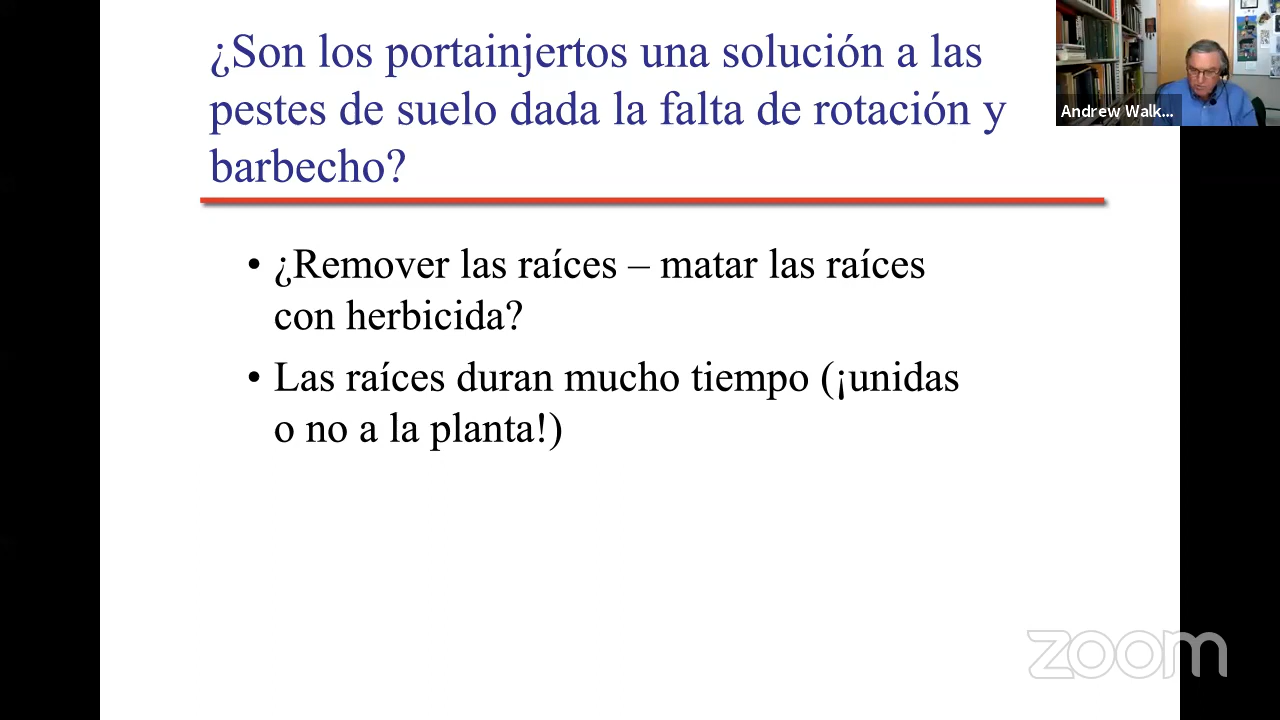 ¿Son los portainjertos una solución a las
pestes de suelo dada la falta de rotación y
barbecho?
Andrew Walk...
• ¿Remover las raíces – matar las raíces
con herbicida?
• Las raíces duran mucho tiempo (¡unidas
o no a la planta!)
zoom